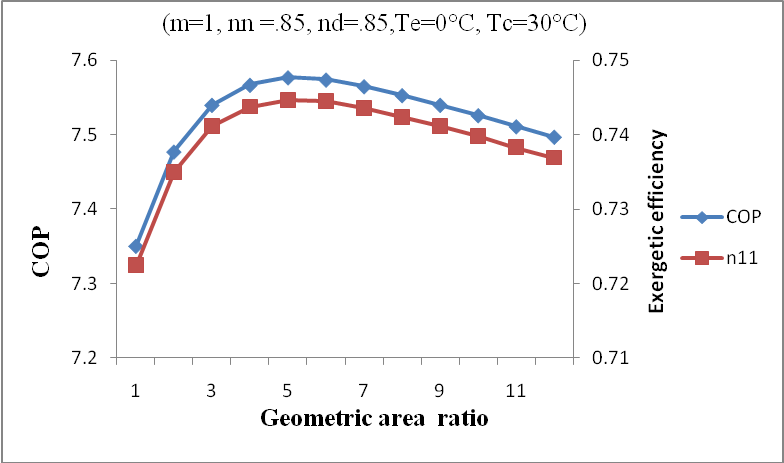 (m=1, nn =.85, nd=.85,Te=0°C, Tc=30°C)
7.6
7.5
7.4
7.3
7.2
COP
0.75
0.74
0.73
0.72
0.71
Exergetic efficiency
1 3 5 7 9 11
Geometric area ratio
COP
n11